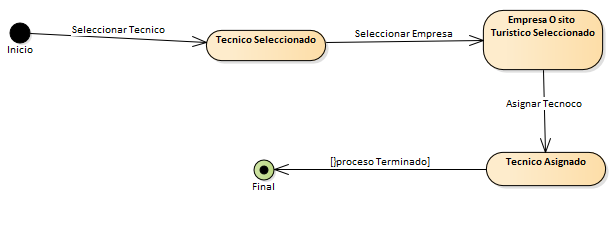 Inicio
Seleccionar Tecnico
Tecnico Seleccionado
Seleccionar Empresa
Empresa O sito
Turistico Seleccionado
Asignar Tecnoco
Tecnico Asignado
[]proceso Terminado]
Final